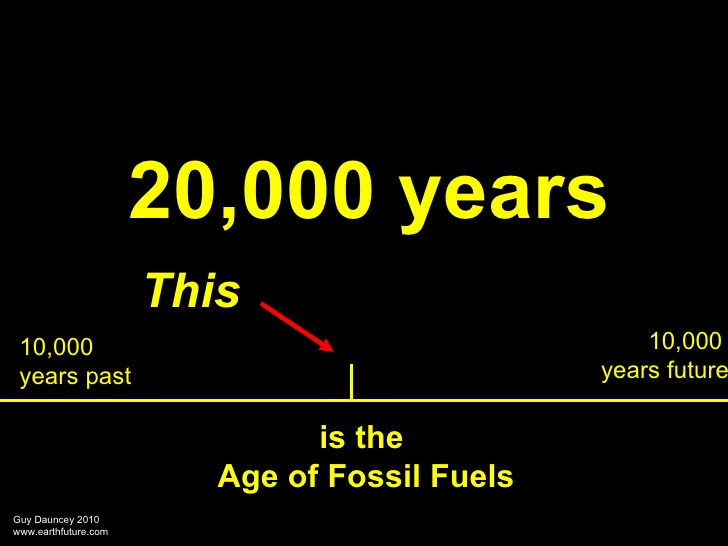 20,000 years
This
10,000
years past
10,000
years future
is the
Age of Fossil Fuels
Guy Dauncey 2010
www.earthfuture.com